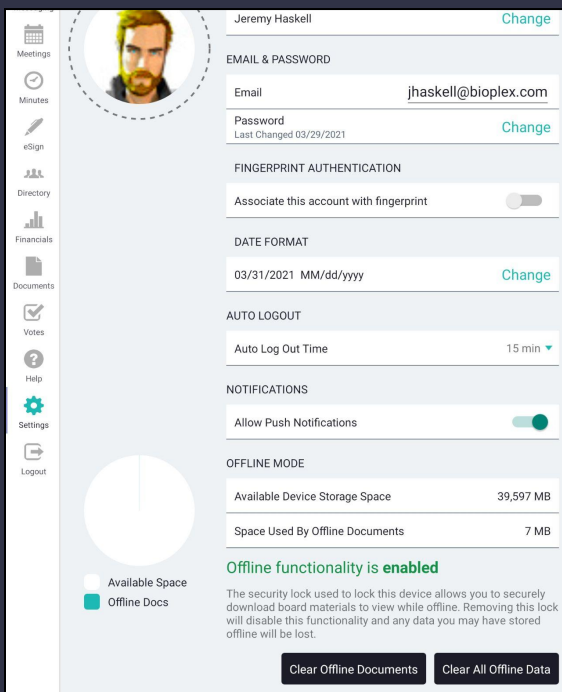 Meetings
Minutes
eSign
Directory
Financials
Documents
Votes
Help
Settings
Logout
Jeremy Haskell Change
EMAIL & PASSWORD
Email jhaskell@bioplex.com
Password
Last Changed 03/29/2021 Change
FINGERPRINT AUTHENTICATION
Associate this account with fingerprint
DATE FORMAT
03/31/2021 MM/dd/yyyy Change
AUTO LOGOUT
Auto Log Out Time 15 min
NOTIFICATIONS
Allow Push Notifications
OFFLINE MODE
Available Device Storage Space 39,597 MB
Space Used By Offline Documents 7 MB
Available Space
Offline Docs
Offline functionality is enabled
The security lock used to lock this device allows you to securely
download board materials to view while offline. Removing this lock
will disable this functionality and any data you may have stored
offline will be lost.
Clear Offline Documents Clear All Offline Data